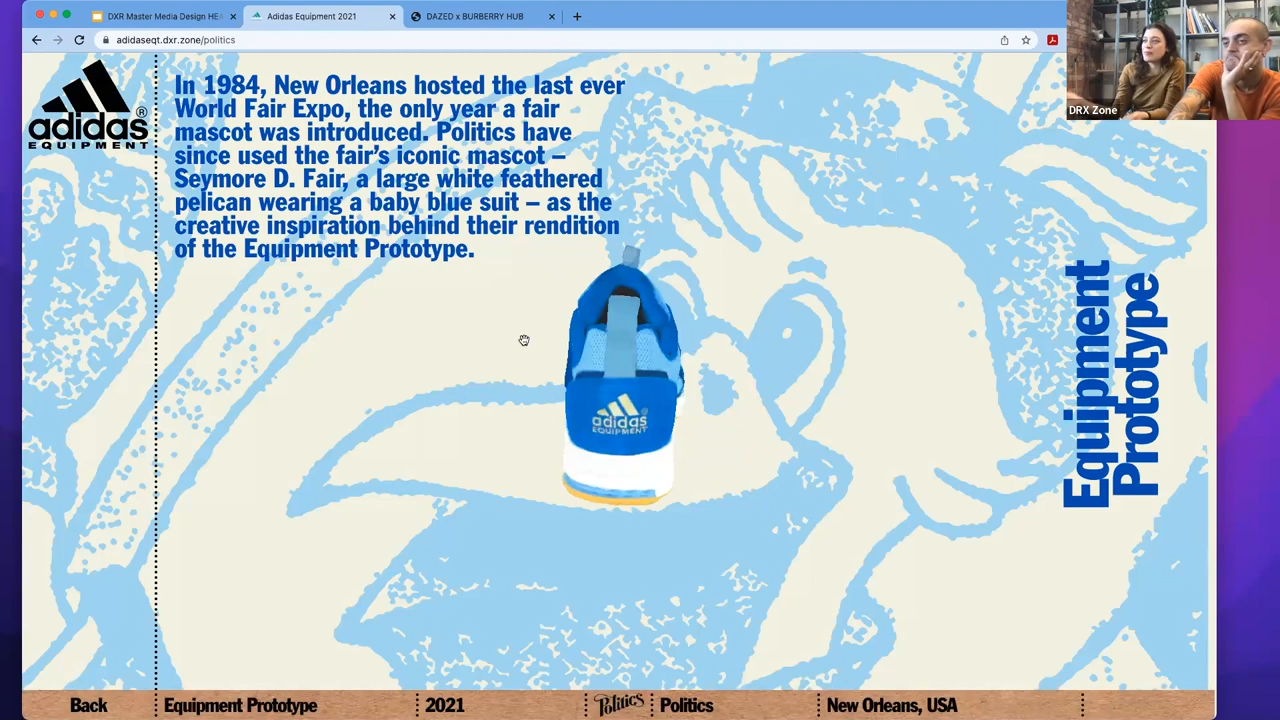 DXR Master Media Design HEA
Adidas Equipment 2021
DAZED x BURBERRY HUB
adidaseqt.dxr.zone/politics
DRX Zone
adidas
EQUIPMENT
In 1984, New Orleans hosted the last ever
World Fair Expo, the only year a fair
mascot was introduced. Politics have
since used the fair's iconic mascot –
Seymore D. Fair, a large white feathered
pelican wearing a baby blue suit – as the
creative inspiration behind their rendition
of the Equipment Prototype.
adidas
EQUIPMENT
Equipment
Prototype
Back
Equipment Prototype
2021
Politics
Politics
New Orleans, USA